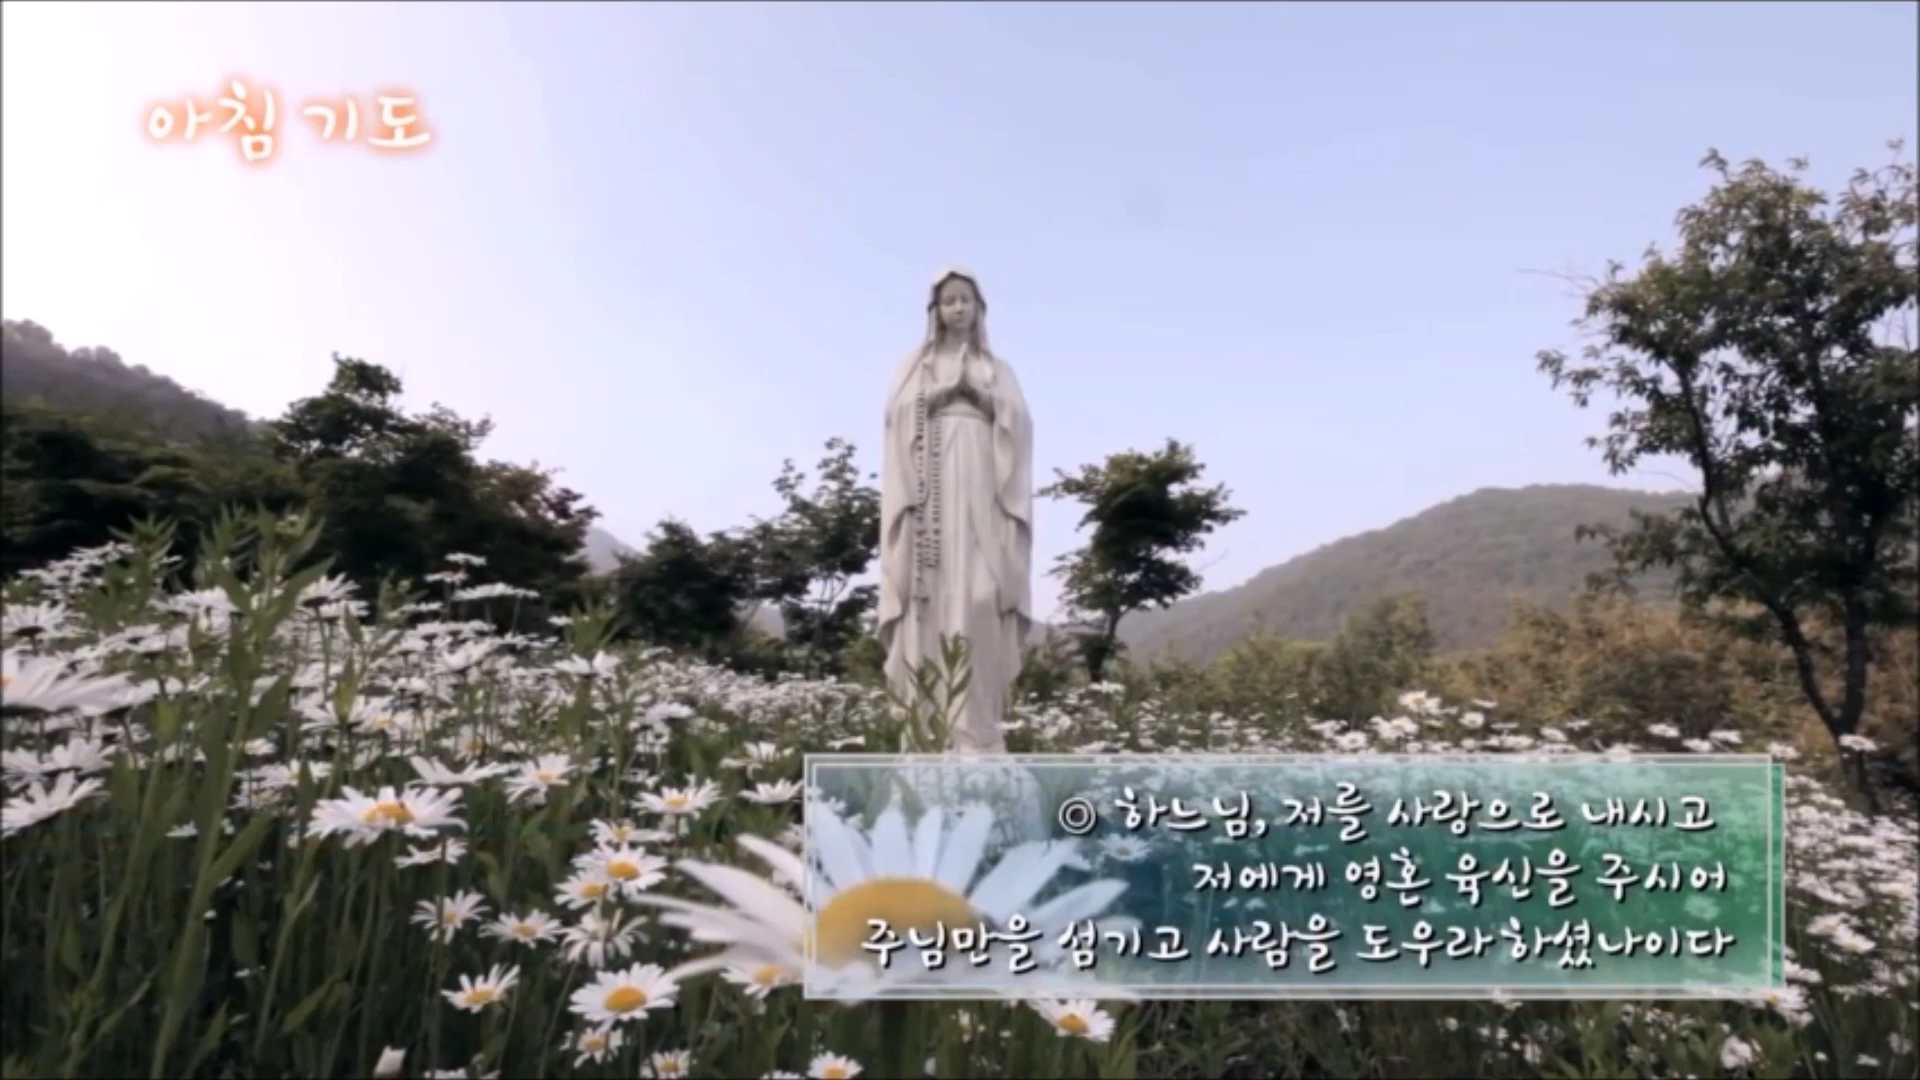 아침 기도
◎ 하느님, 저를 사랑으로 내시고
저에게 영혼 육신을 주시어
주님만을 섬기고 사람을 도우라 하셨나이다